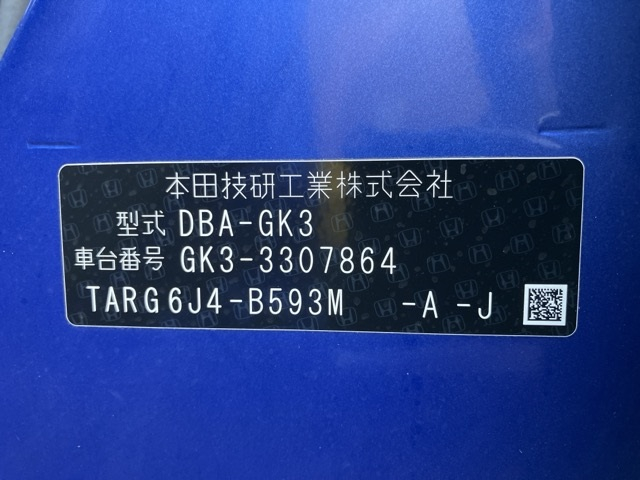 本田技研工業株式会社
型式 DBA-GK3
車台番号 GK3-3307864
TARG6J4-B593M -A -J